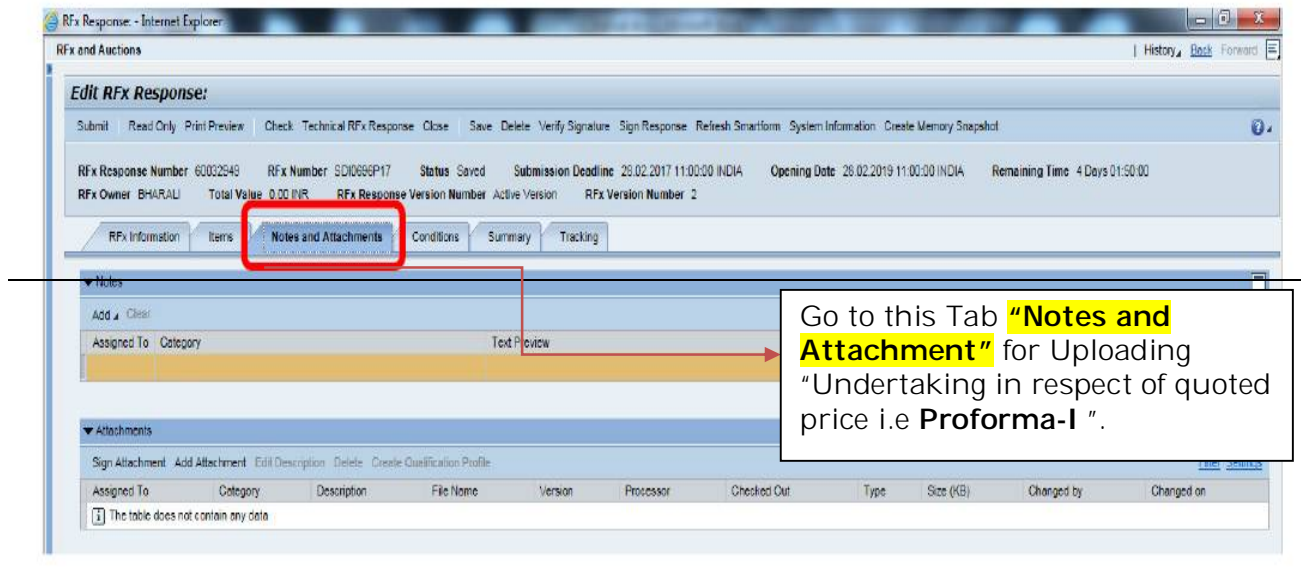 RFx Response: - Internet Explorer
RFx and Auctions
History Back Forward
Edit RFx Response:
Submit Read Only Print Preview Check Technical RFx Response Close Save Delete Verify Signature Sign Response Refresh Smartform System Information Create Memory Snapshot
RFx Response Number 60032949 RFx Number SDI0696P17 Status Saved Submission Deadline 28.02.2017 11:00:00 INDIA Opening Date 28.02.2019 11:00:00 INDIA Remaining Time 4 Days 01:50:00
RFx Owner BHARALI Total Value 0.00 INR RFx Response Version Number Active Version RFx Version Number 2
RFx Information Items Notes and Attachments Conditions Summary Tracking
Notes
Add Clear
Assigned To Category Text Preview
Go to this Tab “Notes and
Attachment” for Uploading
“Undertaking in respect of quoted
price i.e Proforma-I ”.
Attachments
Sign Attachment Add Attachment Edit Description Delete Create Qualification Profile
Filter Settings
Assigned To Category Description File Name Version Processor Checked Out Type Size (KB) Changed by Changed on
The table does not contain any data